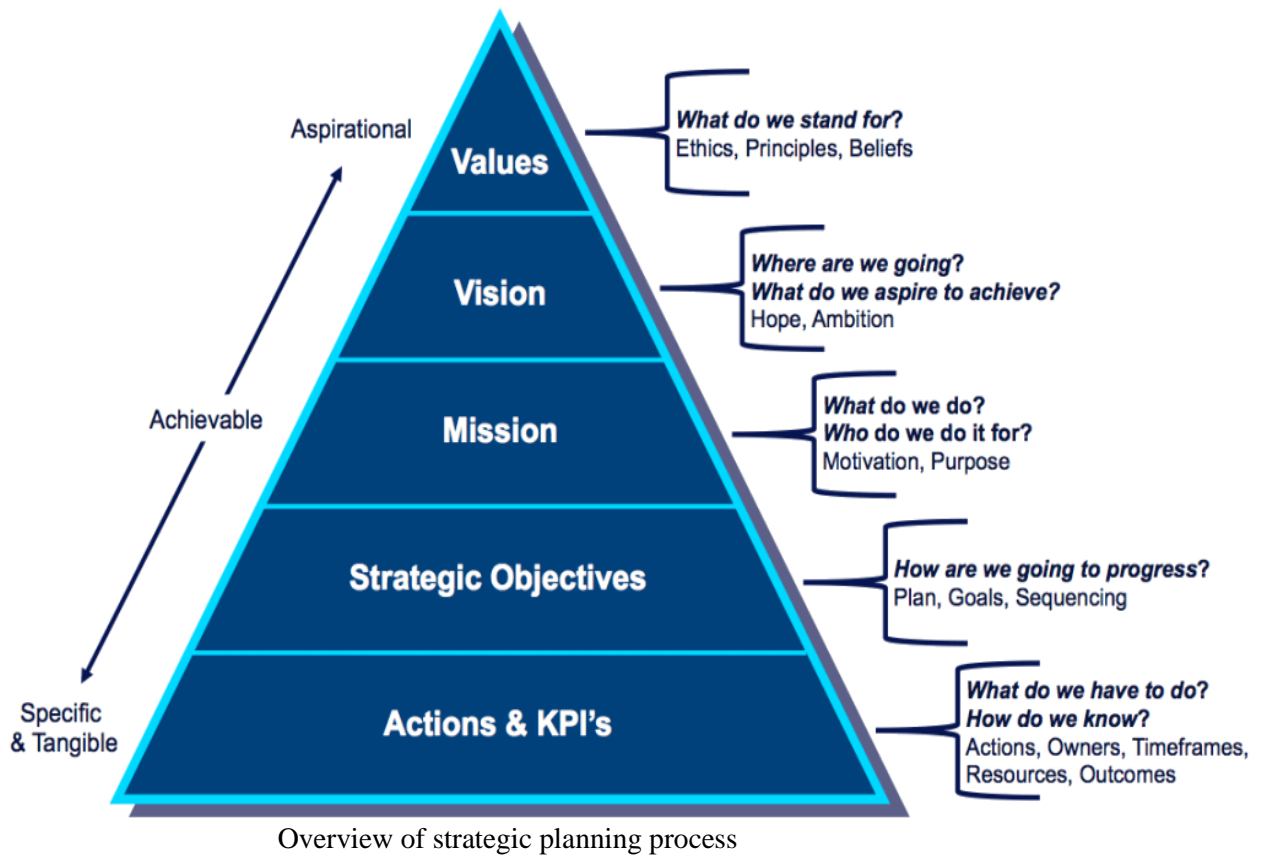 Aspirational
Values
What do we stand for?
Ethics, Principles, Beliefs
Vision
Where are we going?
What do we aspire to achieve?
Hope, Ambition
Achievable
Mission
What do we do?
Who do we do it for?
Motivation, Purpose
Strategic Objectives
How are we going to progress?
Plan, Goals, Sequencing
Specific
& Tangible
Actions & KPI's
What do we have to do?
How do we know?
Actions, Owners, Timeframes,
Resources, Outcomes
Overview of strategic planning process